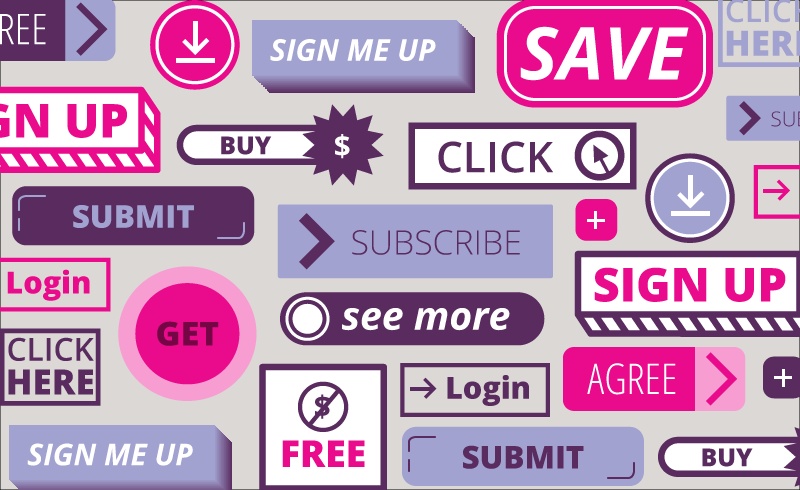 REE
SIGN ME UP
SAVE
CLICK
HERE
GN UP
BUY
$
CLICK
SUB
SUBMIT
SUBSCRIBE
Login
SIGN UP
GET
see more
CLICK
HERE
AGREE
Login
$
FREE
SIGN ME UP
SUBMIT
BUY